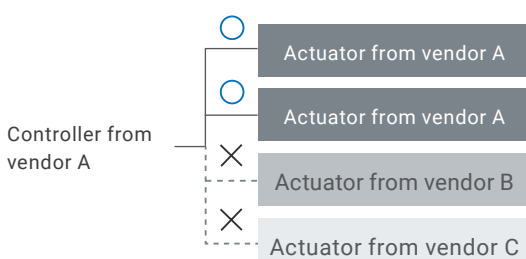 Actuator from vendor A
Actuator from vendor A
Controller from
vendor A
Actuator from vendor B
Actuator from vendor C